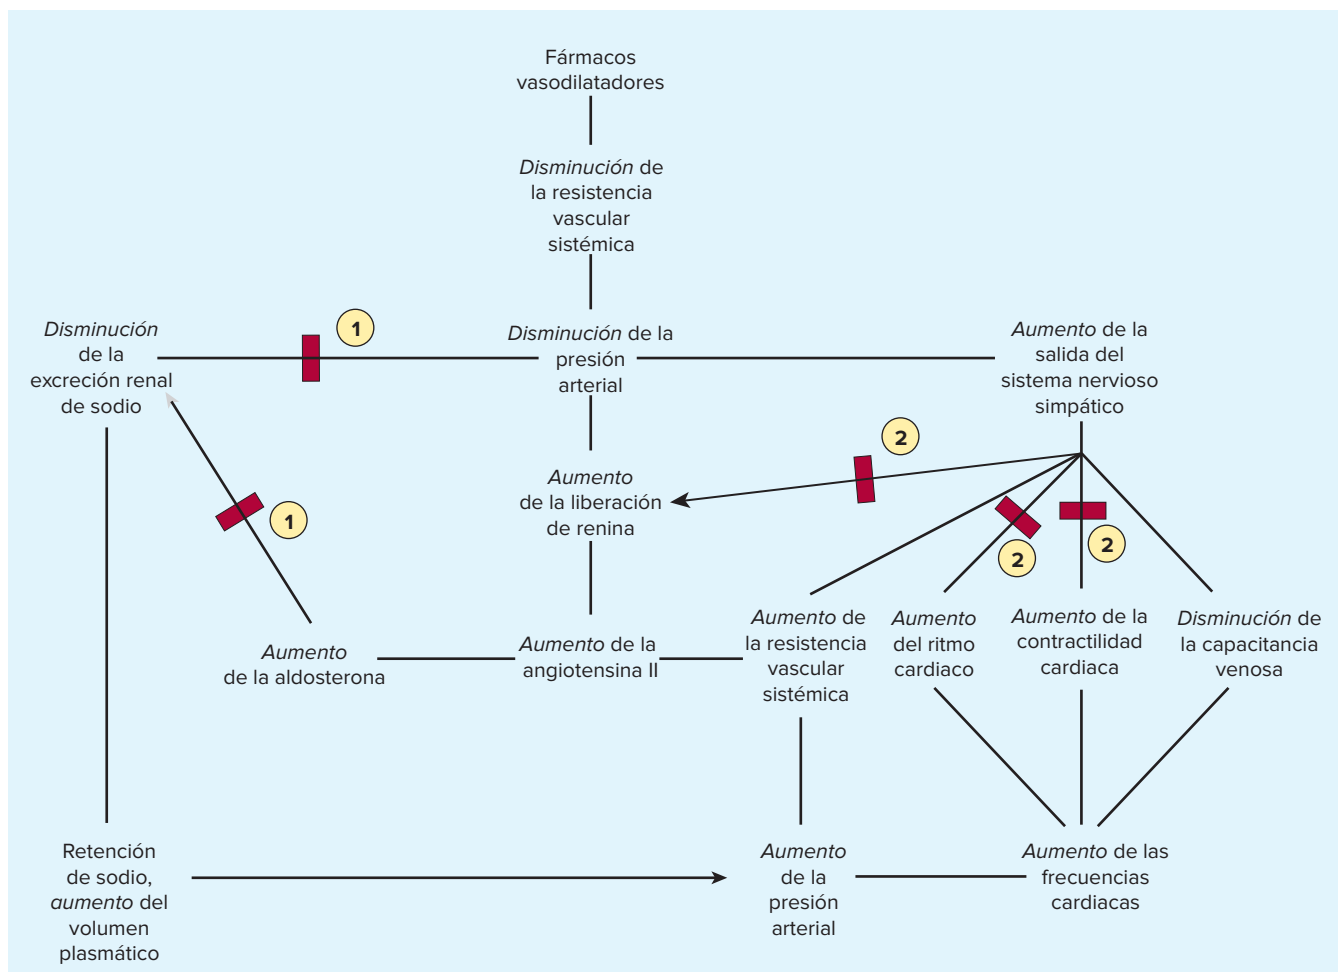 Fármacos
vasodilatadores
Disminución de
la resistencia
vascular
sistémica
1
Disminución
de la
excreción renal
de sodio
Disminución de la
presión
arterial
Aumento de la
salida del
sistema nervioso
simpático
2
Aumento
de la liberación
de renina
1
2
2
Aumento
de la aldosterona
Aumento de la
angiotensina II
Aumento de
la resistencia
vascular
sistémica
Aumento
del ritmo
cardiaco
Aumento de la
contractilidad
cardiaca
Disminución de
la capacitancia
venosa
Retención
de sodio,
aumento del
volumen
plasmático
Aumento
de la
presión
arterial
Aumento de las
frecuencias
cardiacas